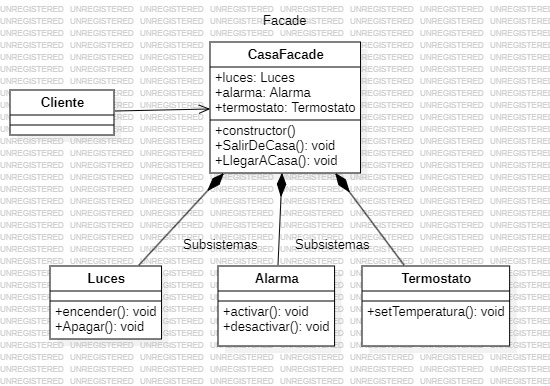 Facade
CasaFacade
+luces: Luces
+alarma: Alarma
+termostato: Termostato
+constructor()
+SalirDeCasa(): void
+LlegarACasa(): void
Cliente
Subsistemas
Subsistemas
Luces
+encender(): void
+Apagar(): void
Alarma
+activar(): void
+desactivar(): void
Termostato
+setTemperatura(): void
UNREGISTERED